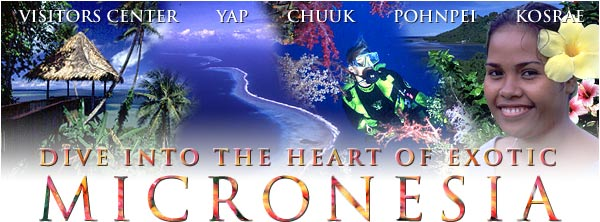 VISITORS CENTER YAP CHUUK POHNPEI KOSRAE
DIVE INTO THE HEART OF EXOTIC
MICRONESIA